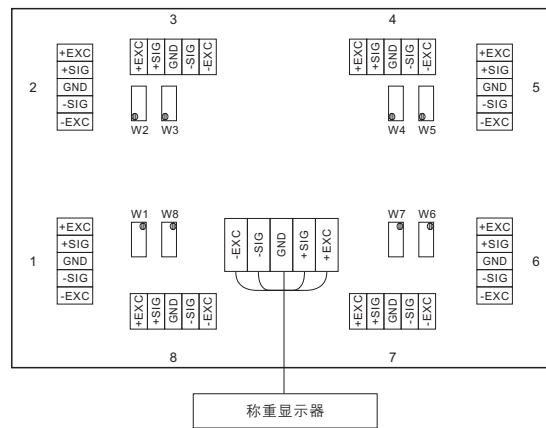 3
4
+EXC
+SIG
GND
-SIG
-EXC
+EXC
+SIG
GND
-SIG
-EXC
2
+EXC
+SIG
GND
-SIG
-EXC
W2
W3
W4
W5
+EXC
+SIG
GND
-SIG
-EXC
5
1
+EXC
+SIG
GND
-SIG
-EXC
W1
W8
-EXC
-SIG
GND
+SIG
+EXC
W7
W6
+EXC
+SIG
GND
-SIG
-EXC
6
+EXC
+SIG
GND
-SIG
-EXC
+EXC
+SIG
GND
-SIG
-EXC
8
7
称重显示器